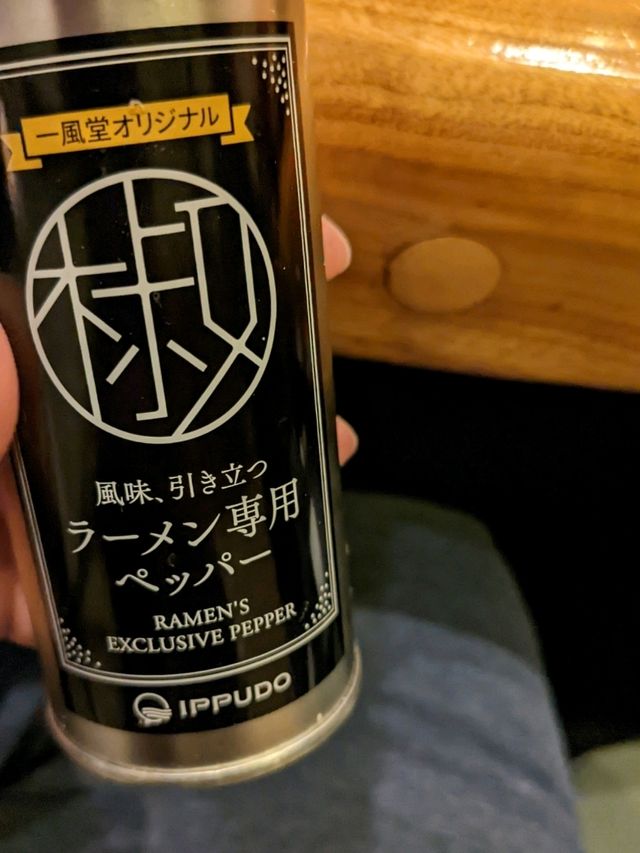 一風堂オリジナル
椒
風味、引き立つ
ラーメン専用
ペッパー
RAMEN'S
EXCLUSIVE PEPPER
IPPUDO